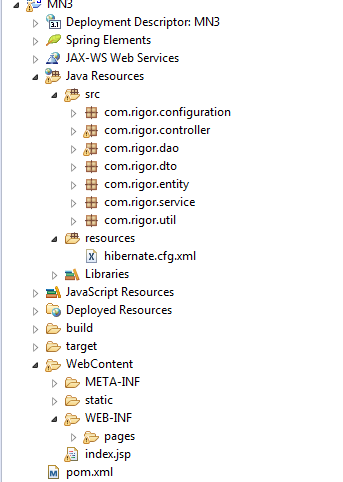 MN3
3.1 Deployment Descriptor: MN3
Spring Elements
JAX-WS Web Services
Java Resources
src
com.rigor.configuration
com.rigor.controller
com.rigor.dao
com.rigor.dto
com.rigor.entity
com.rigor.service
com.rigor.util
resources
X hibernate.cfg.xml
Libraries
JavaScript Resources
Deployed Resources
build
target
WebContent
META-INF
static
WEB-INF
pages
index.jsp
M pom.xml